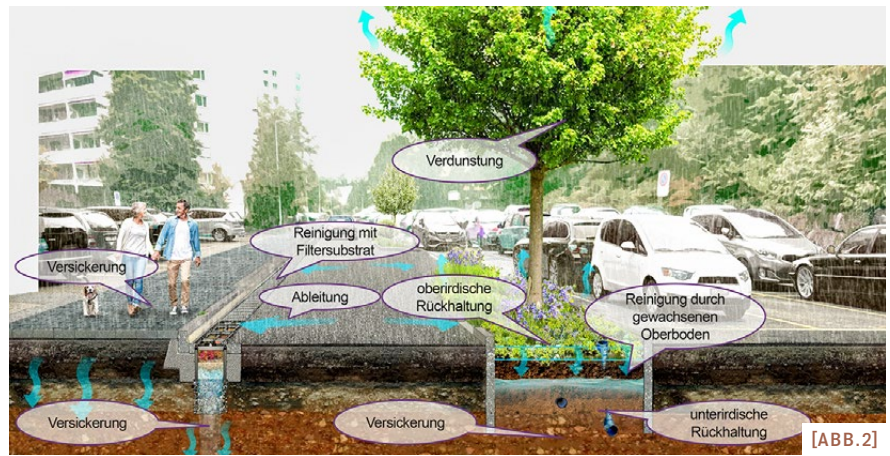 Verdunstung
Reinigung mit
Filtersubstrat
Versickerung
Ableitung
oberirdische
Rückhaltung
Reinigung durch
gewachsenen
Oberboden
Versickerung
Versickerung
unterirdische
Rückhaltung
[ABB.2]